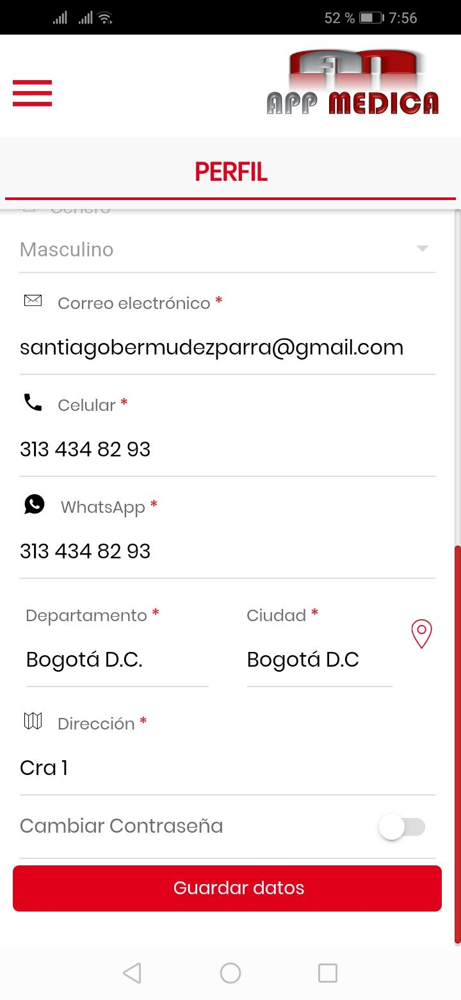 52 % 7:56
APP MEDICA
PERFIL
Género
Masculino
Correo electrónico *
santiagobermudezparra@gmail.com
Celular *
313 434 82 93
WhatsApp *
313 434 82 93
Departamento * Ciudad *
Bogotá D.C. Bogotá D.C
Dirección *
Cra 1
Cambiar Contraseña
Guardar datos